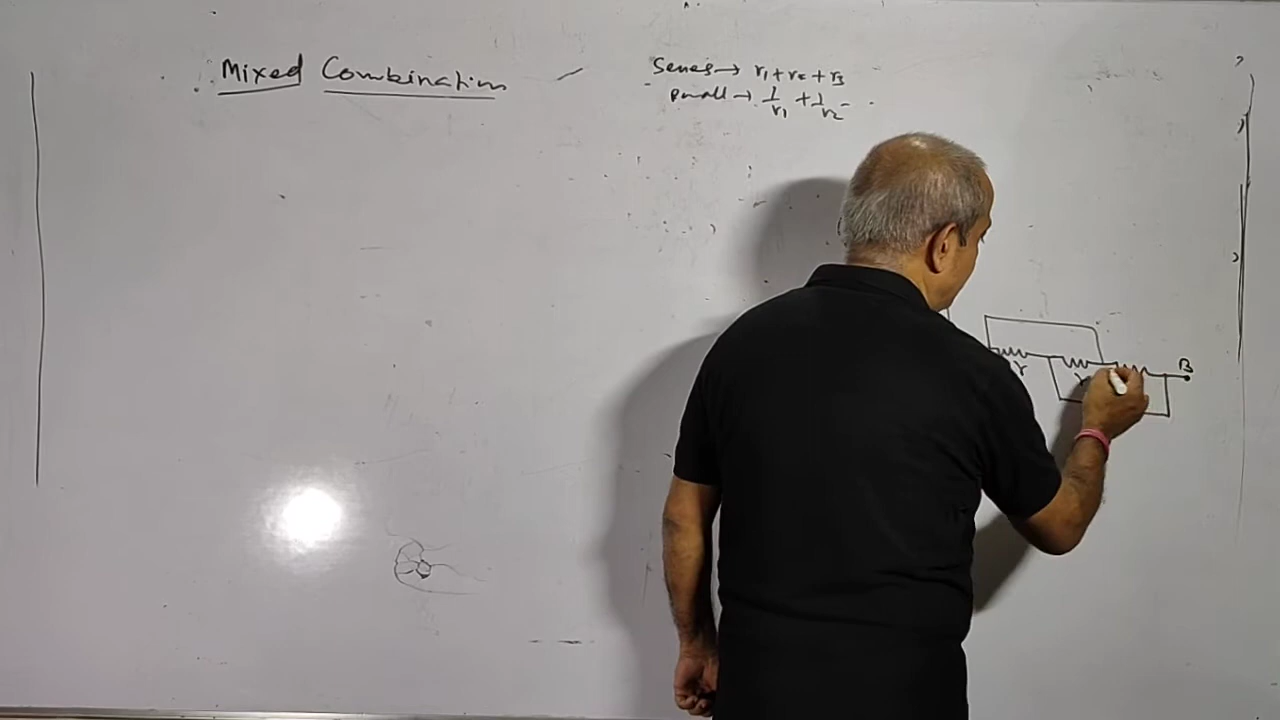 Mixed Combination
Series → r1 + r2 + r3
Parall → 1/r1 + 1/r2
r
r
B